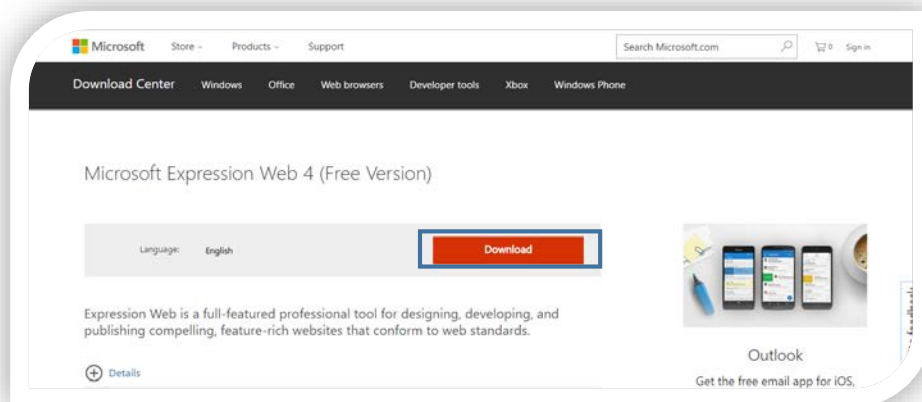 Microsoft Store Products Support Search Microsoft.com 0 Sign in
Download Center Windows Office Web browsers Developer tools Xbox Windows Phone
Microsoft Expression Web 4 (Free Version)
Language: English Download
Expression Web is a full-featured professional tool for designing, developing, and
publishing compelling, feature-rich websites that conform to web standards.
Details
Outlook
Get the free email app for iOS,
feedback